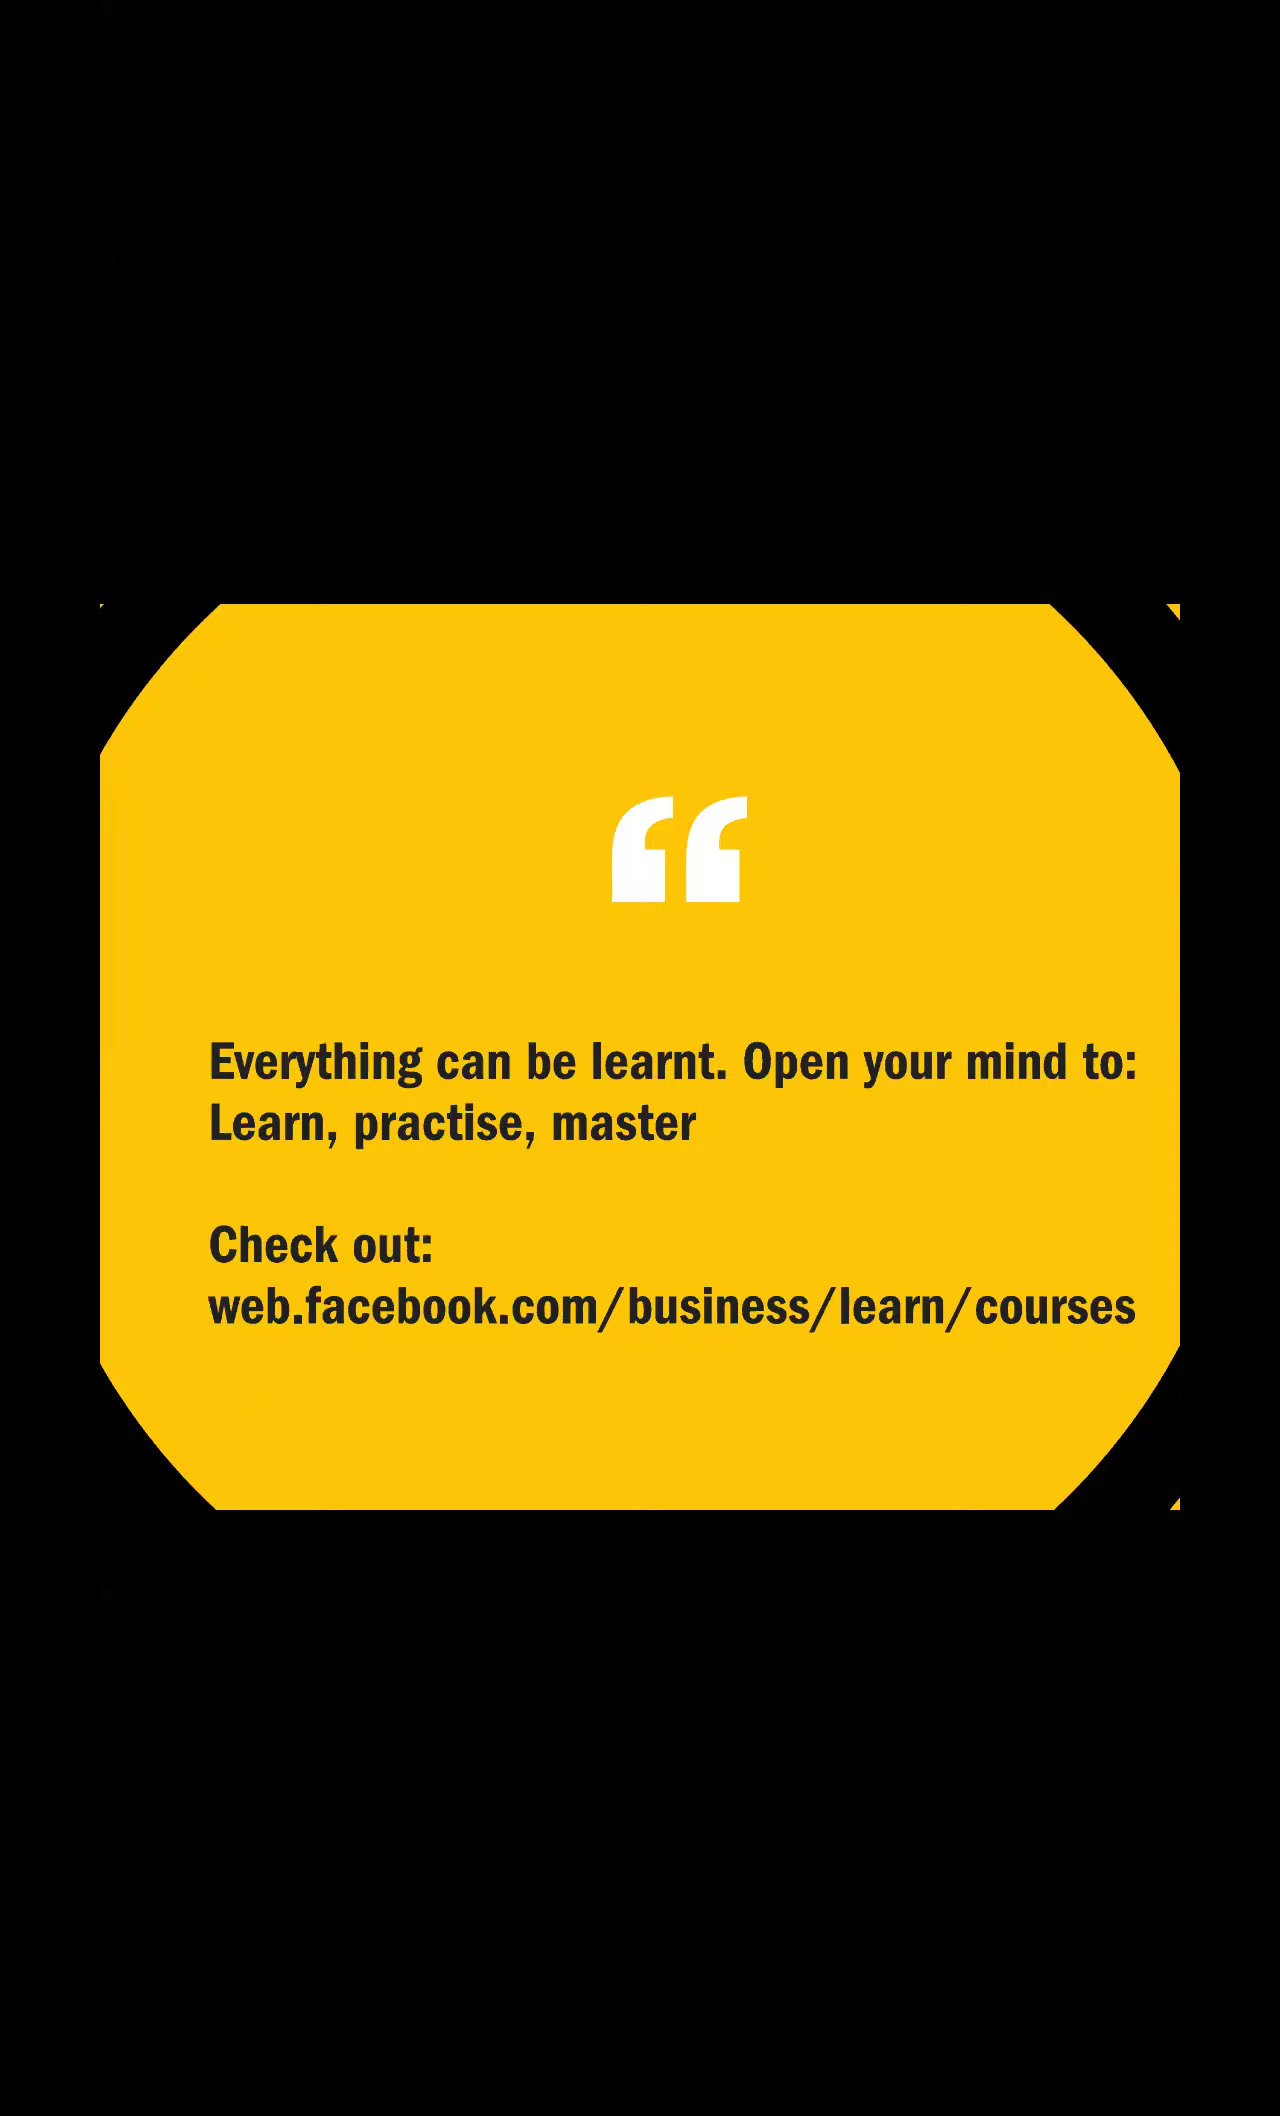 “
Everything can be learnt. Open your mind to:
Learn, practise, master
Check out:
web.facebook.com/business/learn/courses